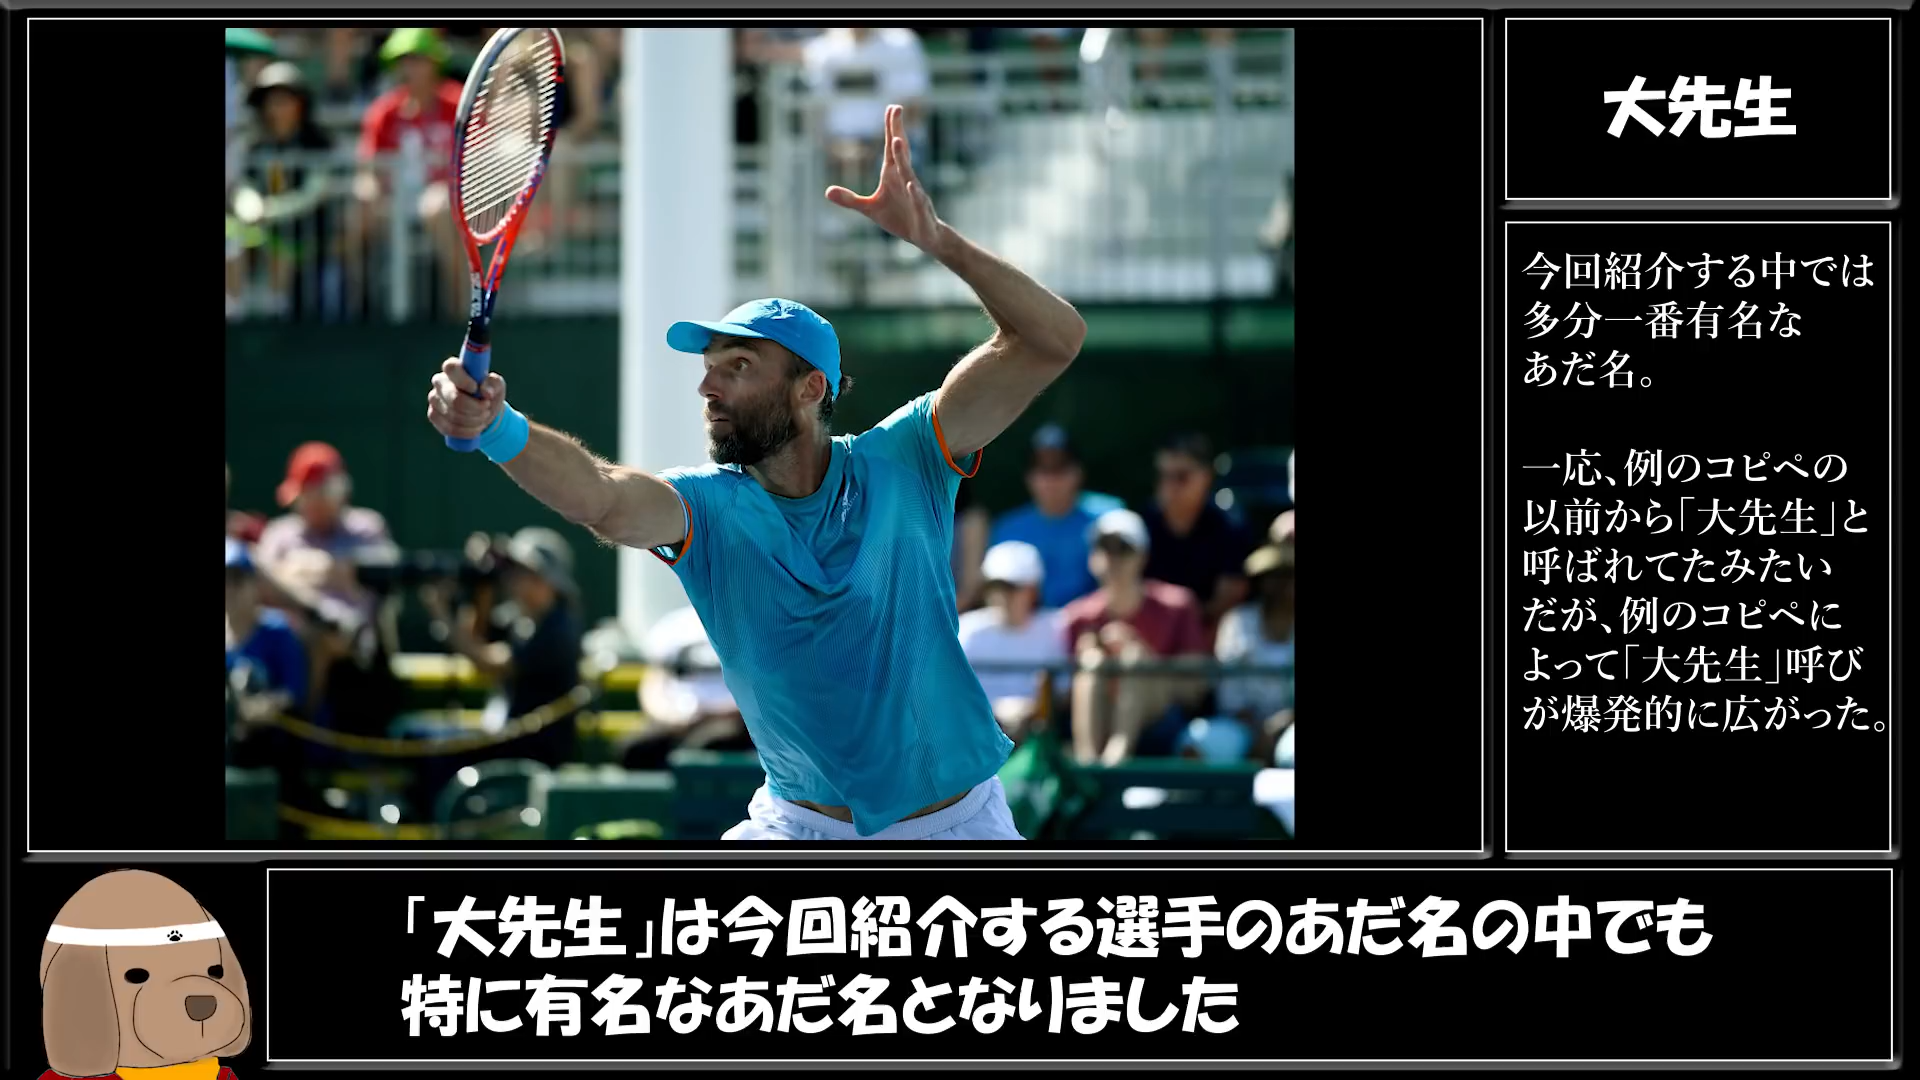 大先生
今回紹介する中では
多分一番有名な
あだ名。
一応、例のコピペの
以前から「大先生」と
呼ばれてたみたい
だが、例のコピペに
よって「大先生」呼び
が爆発的に広がった。
「大先生」は今回紹介する選手のあだ名の中でも
特に有名なあだ名となりました